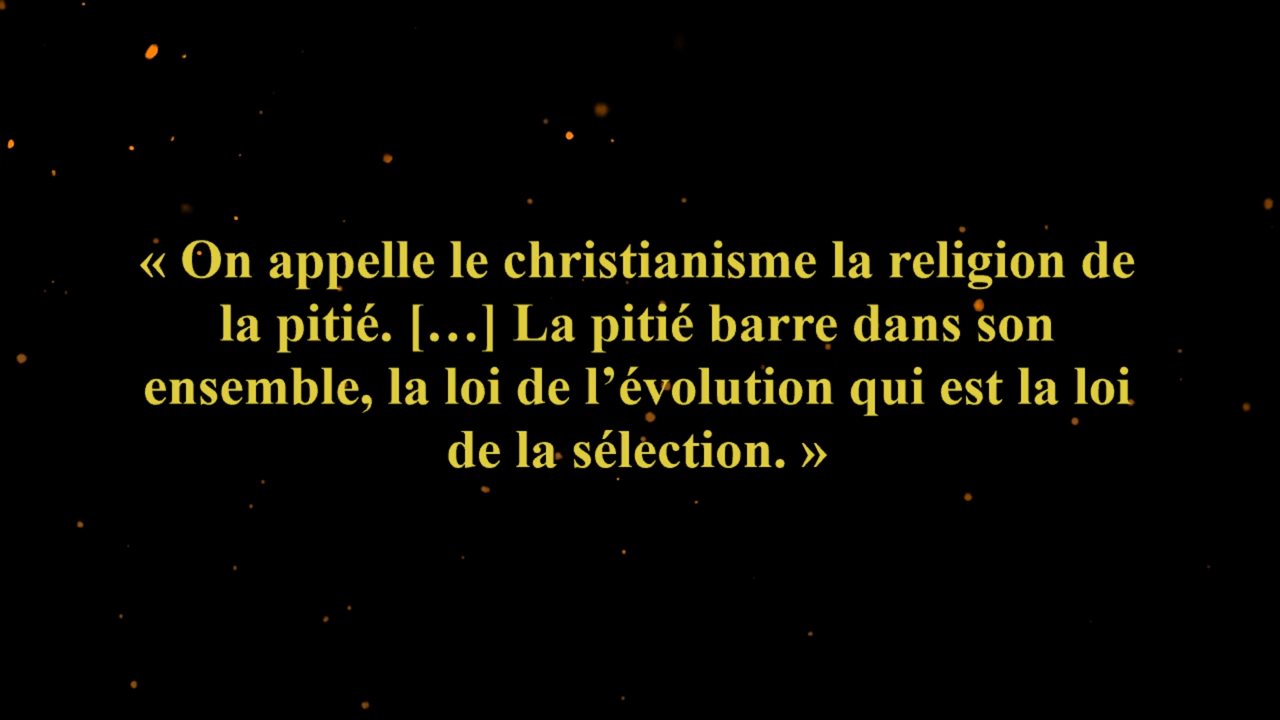 « On appelle le christianisme la religion de
la pitié. […] La pitié barre dans son
ensemble, la loi de l’évolution qui est la loi
de la sélection. »